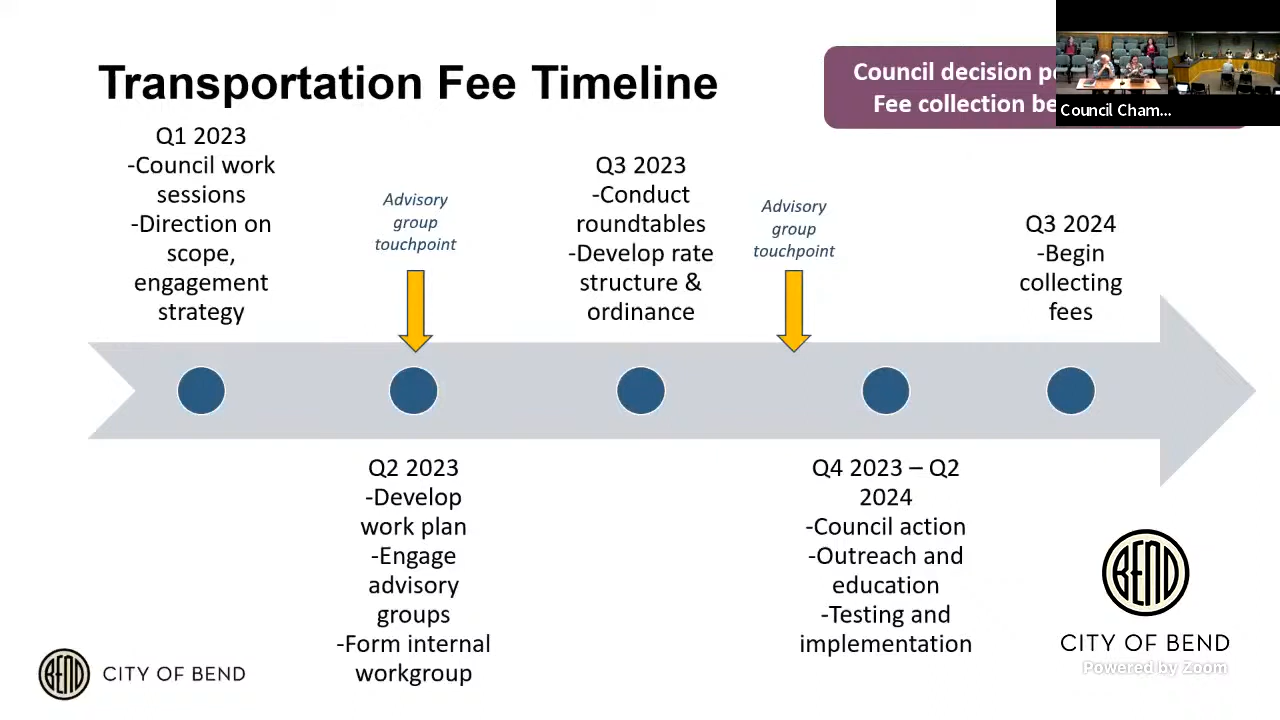 Transportation Fee Timeline
Council decision
Fee collection
Council Cham...
Q1 2023
-Council work
sessions
-Direction on
scope,
engagement
strategy
Advisory
group
touchpoint
Q3 2023
-Conduct
roundtables
-Develop rate
structure &
ordinance
Advisory
group
touchpoint
Q3 2024
-Begin
collecting
fees
Q2 2023
-Develop
work plan
-Engage
advisory
groups
-Form internal
workgroup
Q4 2023 – Q2
2024
-Council action
-Outreach and
education
-Testing and
implementation
BEND
CITY OF BEND
Powered by Zoom
BEND
CITY OF BEND